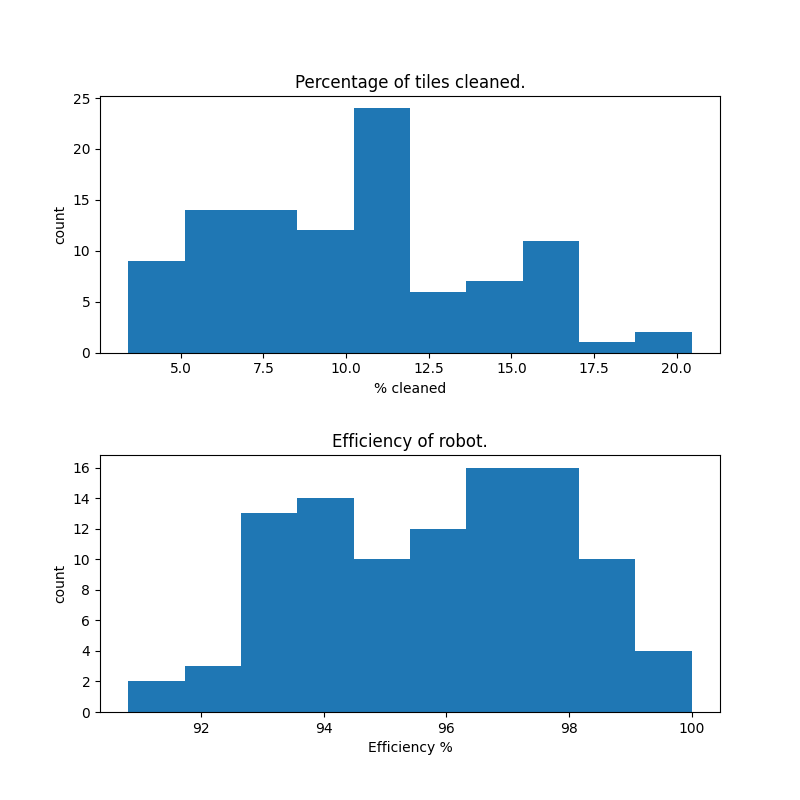 Percentage of tiles cleaned.
25
20
15
10
5
0
count
5.0 7.5 10.0 12.5 15.0 17.5 20.0
% cleaned
Efficiency of robot.
16
14
12
10
8
6
4
2
0
count
92 94 96 98 100
Efficiency %